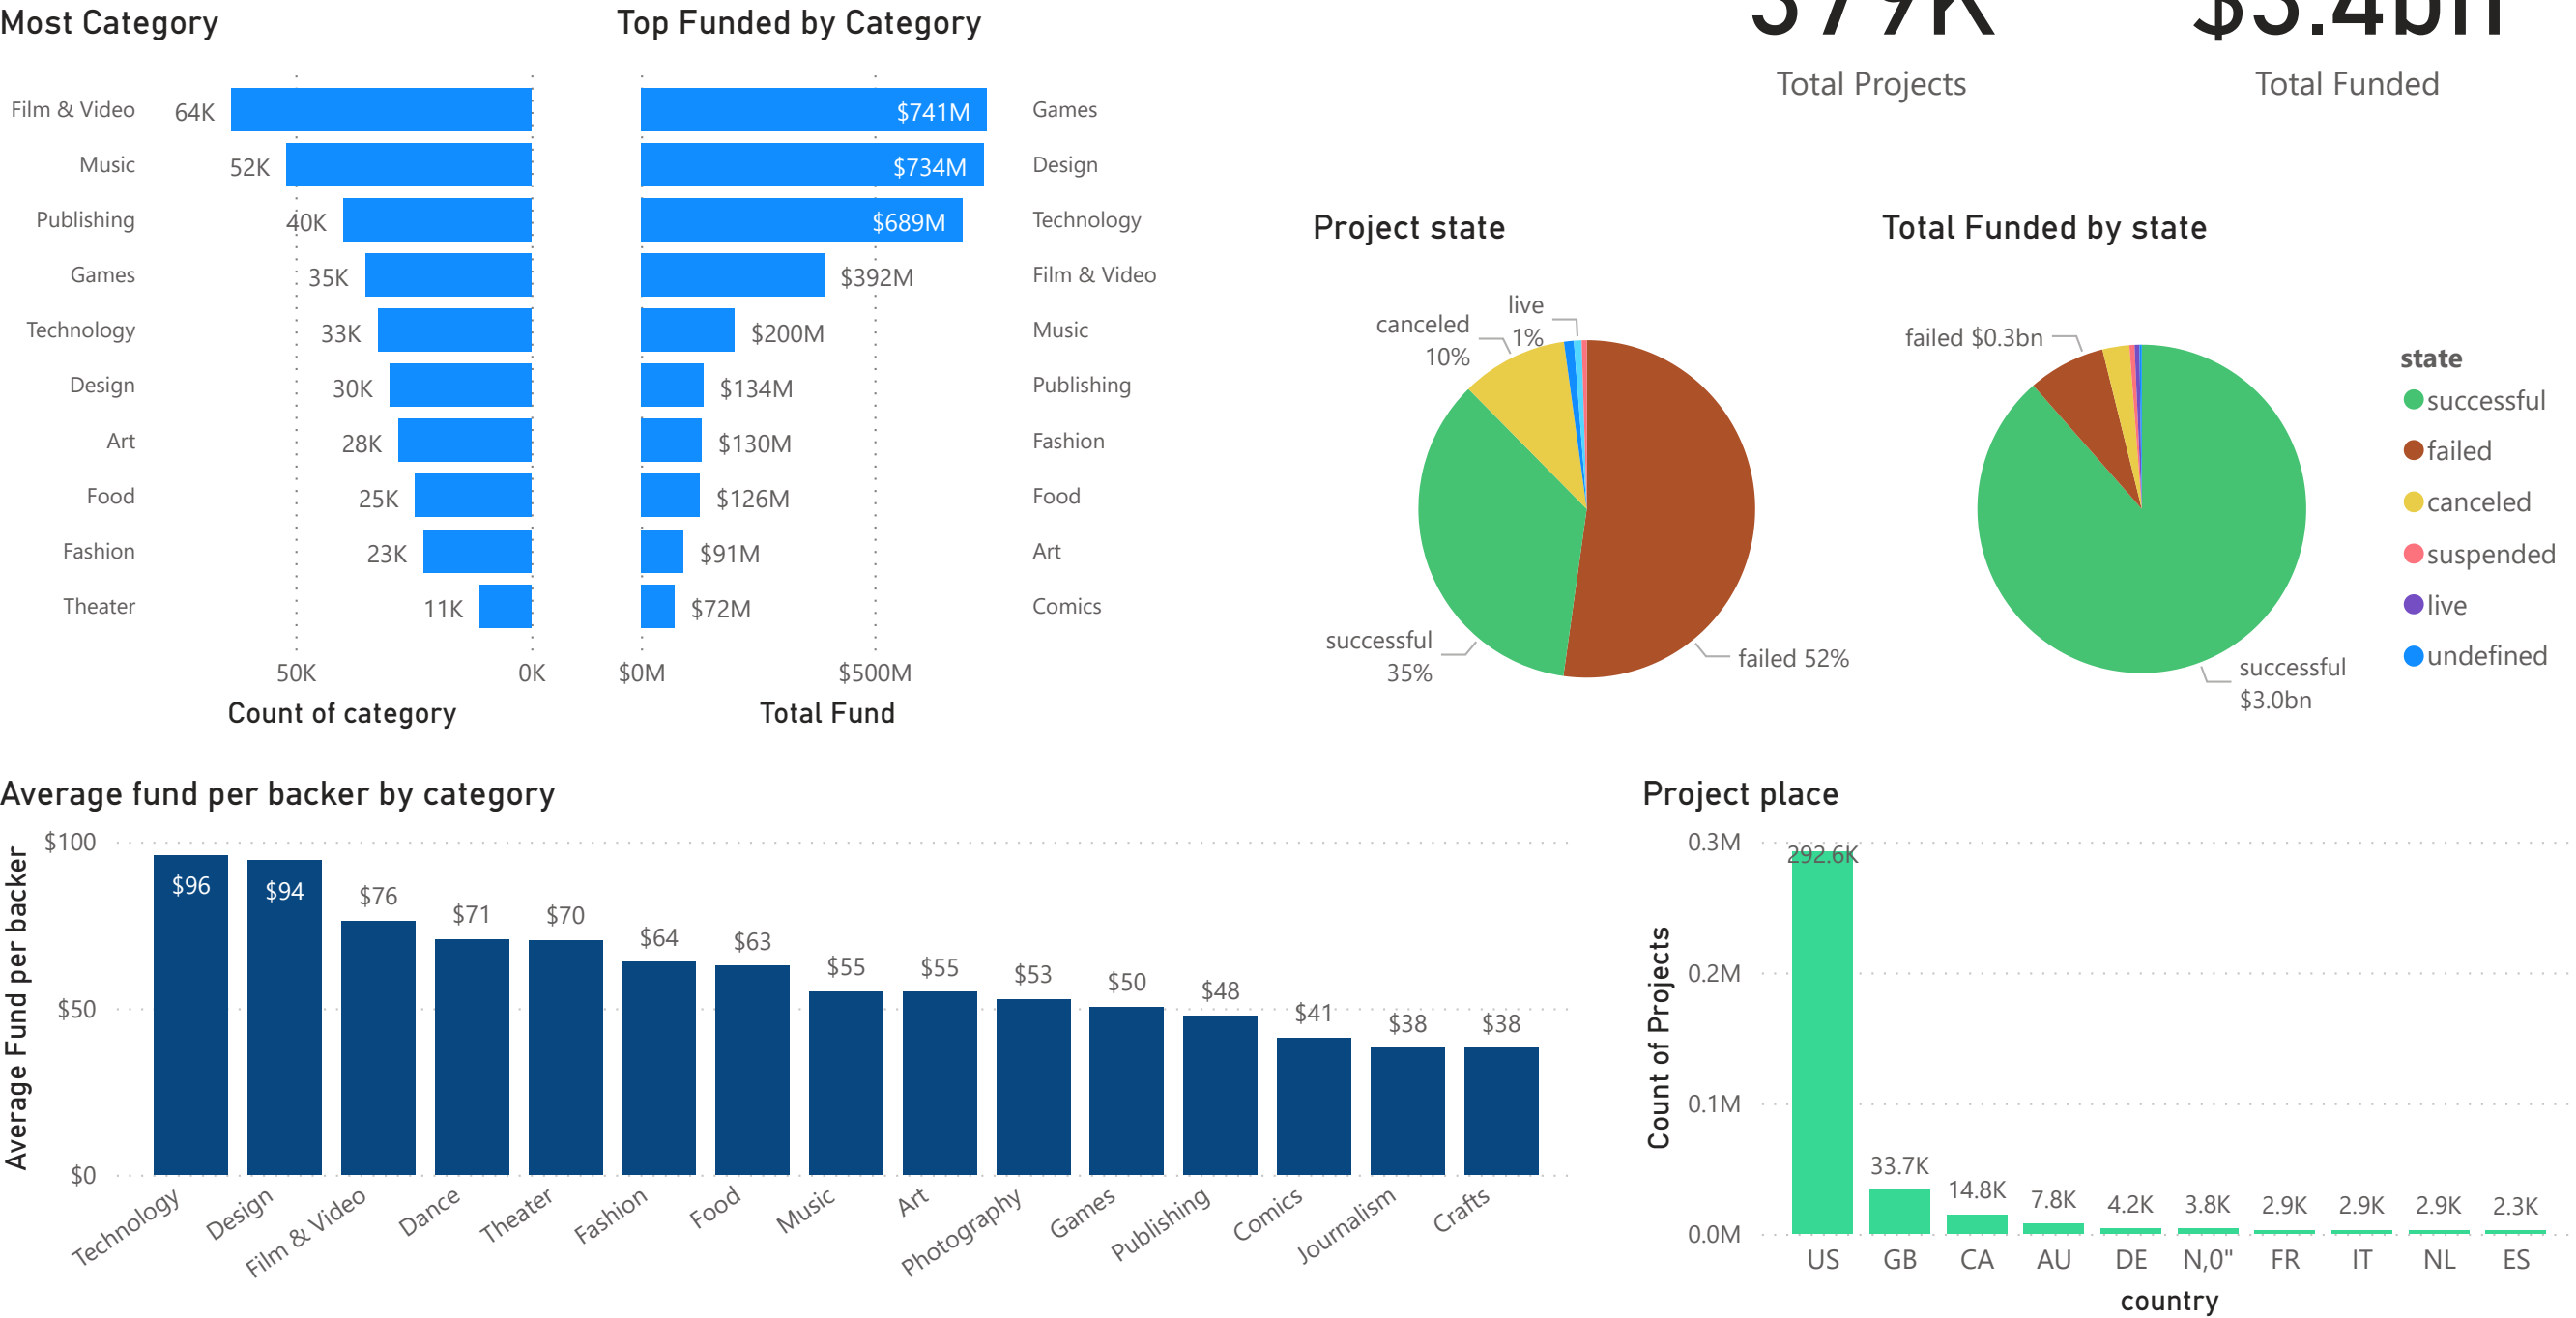 Most Category
Film & Video 64K
Music 52K
Publishing 40K
Games 35K
Technology 33K
Design 30K
Art 28K
Food 25K
Fashion 23K
Theater 11K
50K 0K
Count of category
Top Funded by Category
$741M Games
$734M Design
$689M Technology
$392M Film & Video
$200M Music
$134M Publishing
$130M Fashion
$126M Food
$91M Art
$72M Comics
$0M $500M
Total Fund
379K
Total Projects
$3.4bn
Total Funded
Project state
live
1%
canceled
10%
successful
35%
failed 52%
Total Funded by state
failed $0.3bn
successful
$3.0bn
state
successful
failed
canceled
suspended
live
undefined
Average fund per backer by category
Average Fund per backer
$100
$50
$0
$96 $94 $76 $71 $70 $64 $63 $55 $55 $53 $50 $48 $41 $38 $38
Technology Design Film & Video Dance Theater Fashion Food Music Art Photography Games Publishing Comics Journalism Crafts
Project place
Count of Projects
0.3M
0.2M
0.1M
0.0M
292.6K 33.7K 14.8K 7.8K 4.2K 3.8K 2.9K 2.9K 2.9K 2.3K
US GB CA AU DE N,0" FR IT NL ES
country